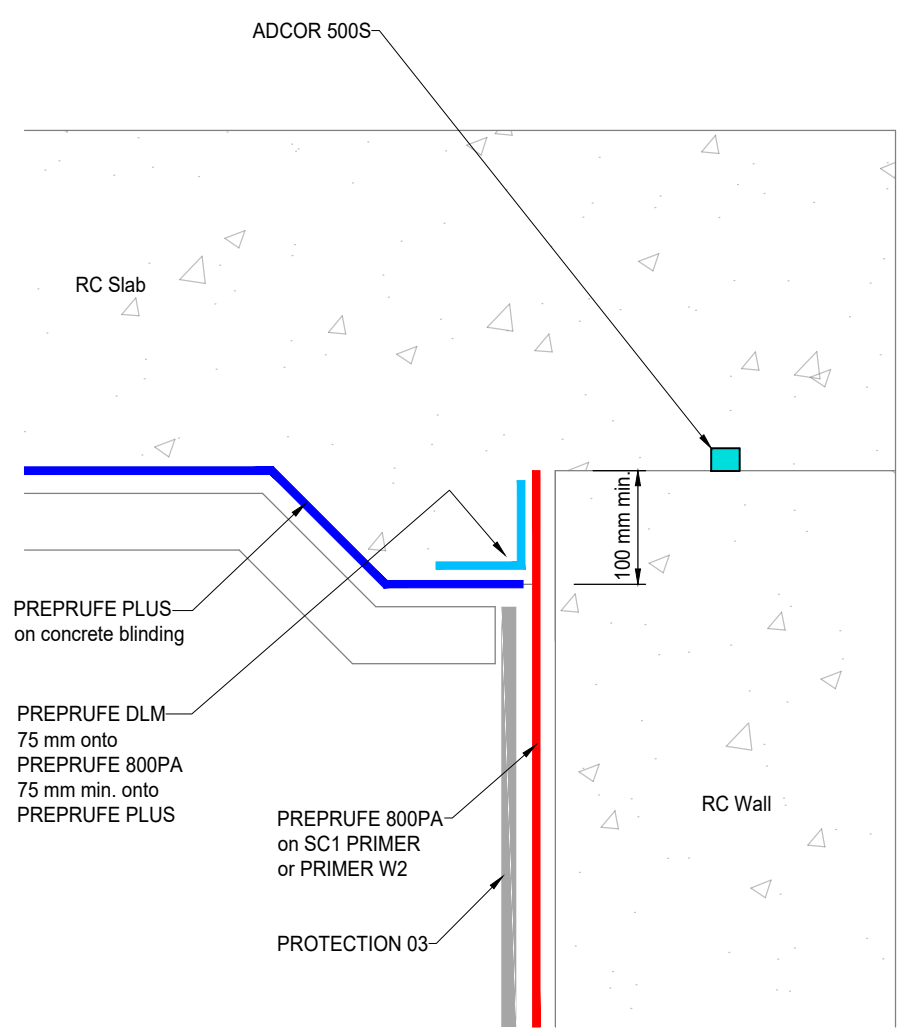 ADCOR 500S
RC Slab
100 mm min.
PREPRUFE PLUS
on concrete blinding
PREPRUFE DLM
75 mm onto
PREPRUFE 800PA
75 mm min. onto
PREPRUFE PLUS
PREPRUFE 800PA
on SC1 PRIMER
or PRIMER W2
RC Wall
PROTECTION 03